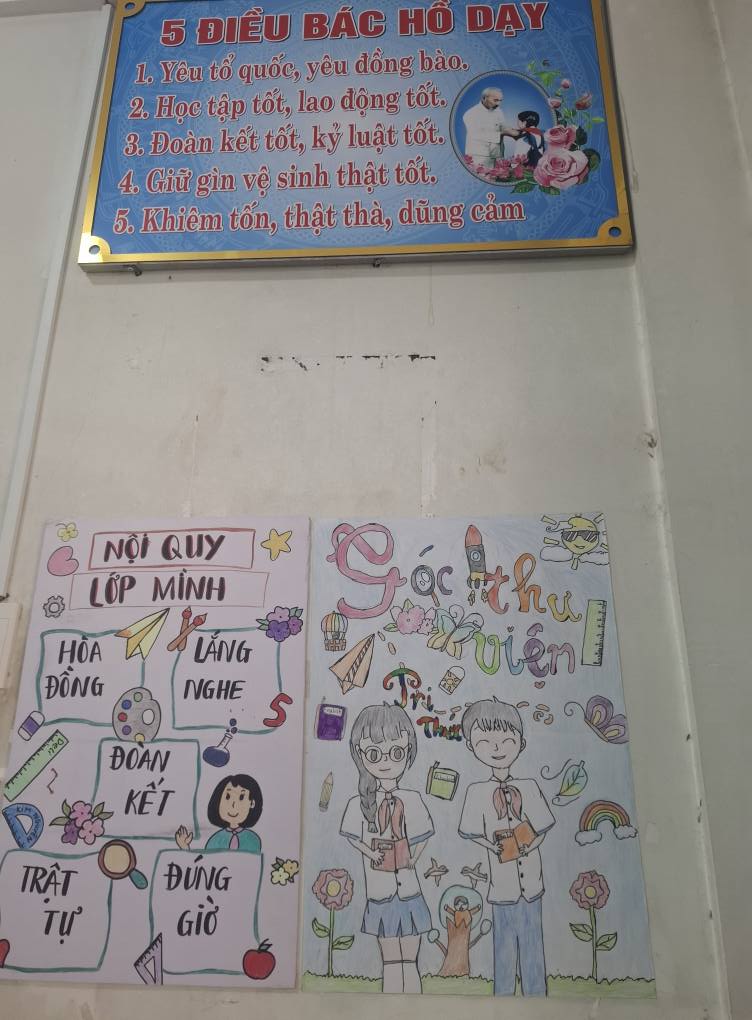 5 ĐIỀU BÁC HỒ DẠY
1. Yêu tổ quốc, yêu đồng bào.
2. Học tập tốt, lao động tốt.
3. Đoàn kết tốt, kỷ luật tốt.
4. Giữ gìn vệ sinh thật tốt.
5. Khiêm tốn, thật thà, dũng cảm
NỘI QUY
LỚP MÌNH
HÒA
ĐỒNG
LẮNG
NGHE
5
Deli
ĐOÀN
KẾT
TRẬT
TỰ
ĐÚNG
GIỜ
Góc thư
viện
Tri
Thức